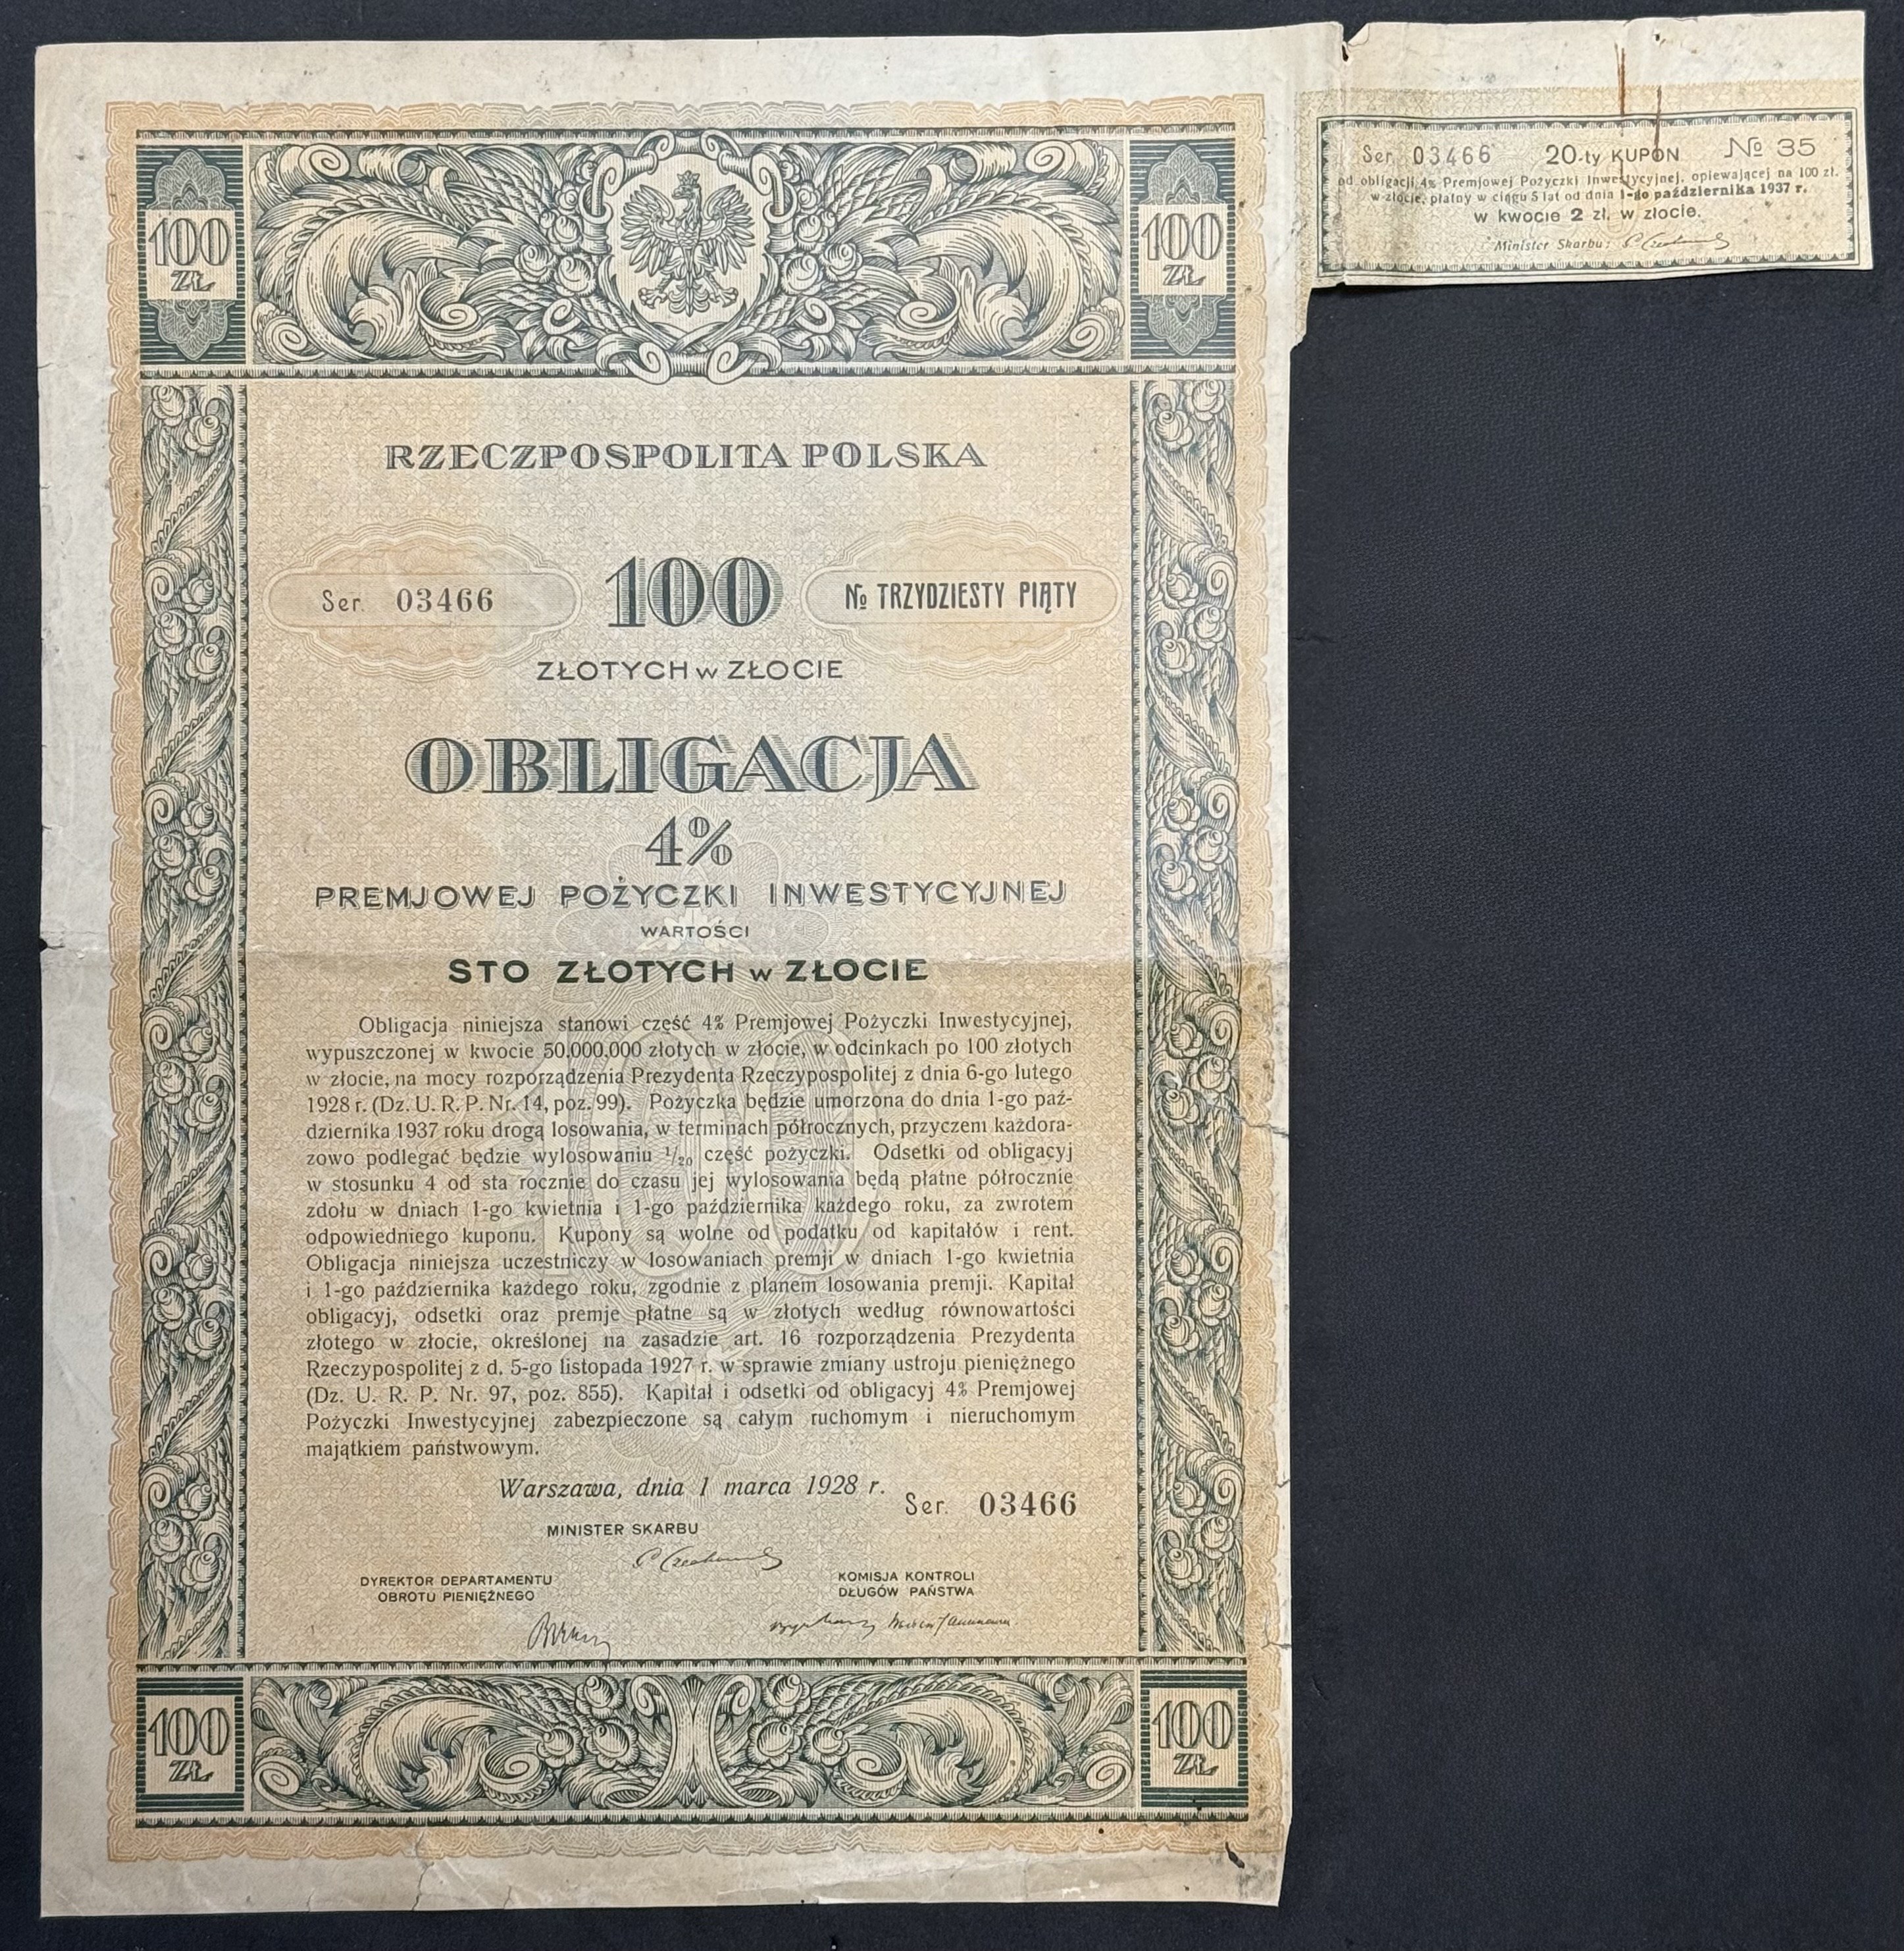 100
ZŁ
100
ZŁ
Ser. 03466 20-ty KUPON № 35
od obligacji 4% Premjowej Pożyczki Inwestycyjnej, opiewającej na 100 zł.
w złocie, płatny w ciągu 5 lat od dnia 1-go października 1937 r.
w kwocie 2 zł. w złocie.
Minister Skarbu:
RZECZPOSPOLITA POLSKA
Ser. 03466 100 № TRZYDZIESTY PIĄTY
ZŁOTYCH w ZŁOCIE
OBLIGACJA
4%
PREMJOWEJ POŻYCZKI INWESTYCYJNEJ
WARTOŚCI
STO ZŁOTYCH w ZŁOCIE
Obligacja niniejsza stanowi część 4% Premjowej Pożyczki Inwestycyjnej,
wypuszczonej w kwocie 50.000,000 złotych w złocie, w odcinkach po 100 złotych
w złocie, na mocy rozporządzenia Prezydenta Rzeczypospolitej z dnia 6-go lutego
1928 r. (Dz. U. R. P. Nr. 14, poz. 99). Pożyczka będzie umorzona do dnia 1-go paź-
dziernika 1937 roku drogą losowania, w terminach półrocznych, przyczem każdora-
zowo podlegać będzie wylosowaniu 1/20 część pożyczki. Odsetki od obligacyj
w stosunku 4 od sta rocznie do czasu jej wylosowania będą płatne półrocznie
zdołu w dniach 1-go kwietnia i 1-go października każdego roku, za zwrotem
odpowiedniego kuponu. Kupony są wolne od podatku od kapitałów i rent.
Obligacja niniejsza uczestniczy w losowaniach premji w dniach 1-go kwietnia
i 1-go października każdego roku, zgodnie z planem losowania premji. Kapitał
obligacyj, odsetki oraz premje płatne są w złotych według równowartości
złotego w złocie, określonej na zasadzie art. 16 rozporządzenia Prezydenta
Rzeczypospolitej z d. 5-go listopada 1927 r. w sprawie zmiany ustroju pieniężnego
(Dz. U. R. P. Nr. 97, poz. 855). Kapitał i odsetki od obligacyj 4% Premjowej
Pożyczki Inwestycyjnej zabezpieczone są całym ruchomym i nieruchomym
majątkiem państwowym.
Warszawa, dnia 1 marca 1928 r.
Ser. 03466
MINISTER SKARBU
DYREKTOR DEPARTAMENTU
OBROTU PIENIĘŻNEGO
KOMISJA KONTROLI
DŁUGÓW PAŃSTWA
100
ZŁ
100
ZŁ